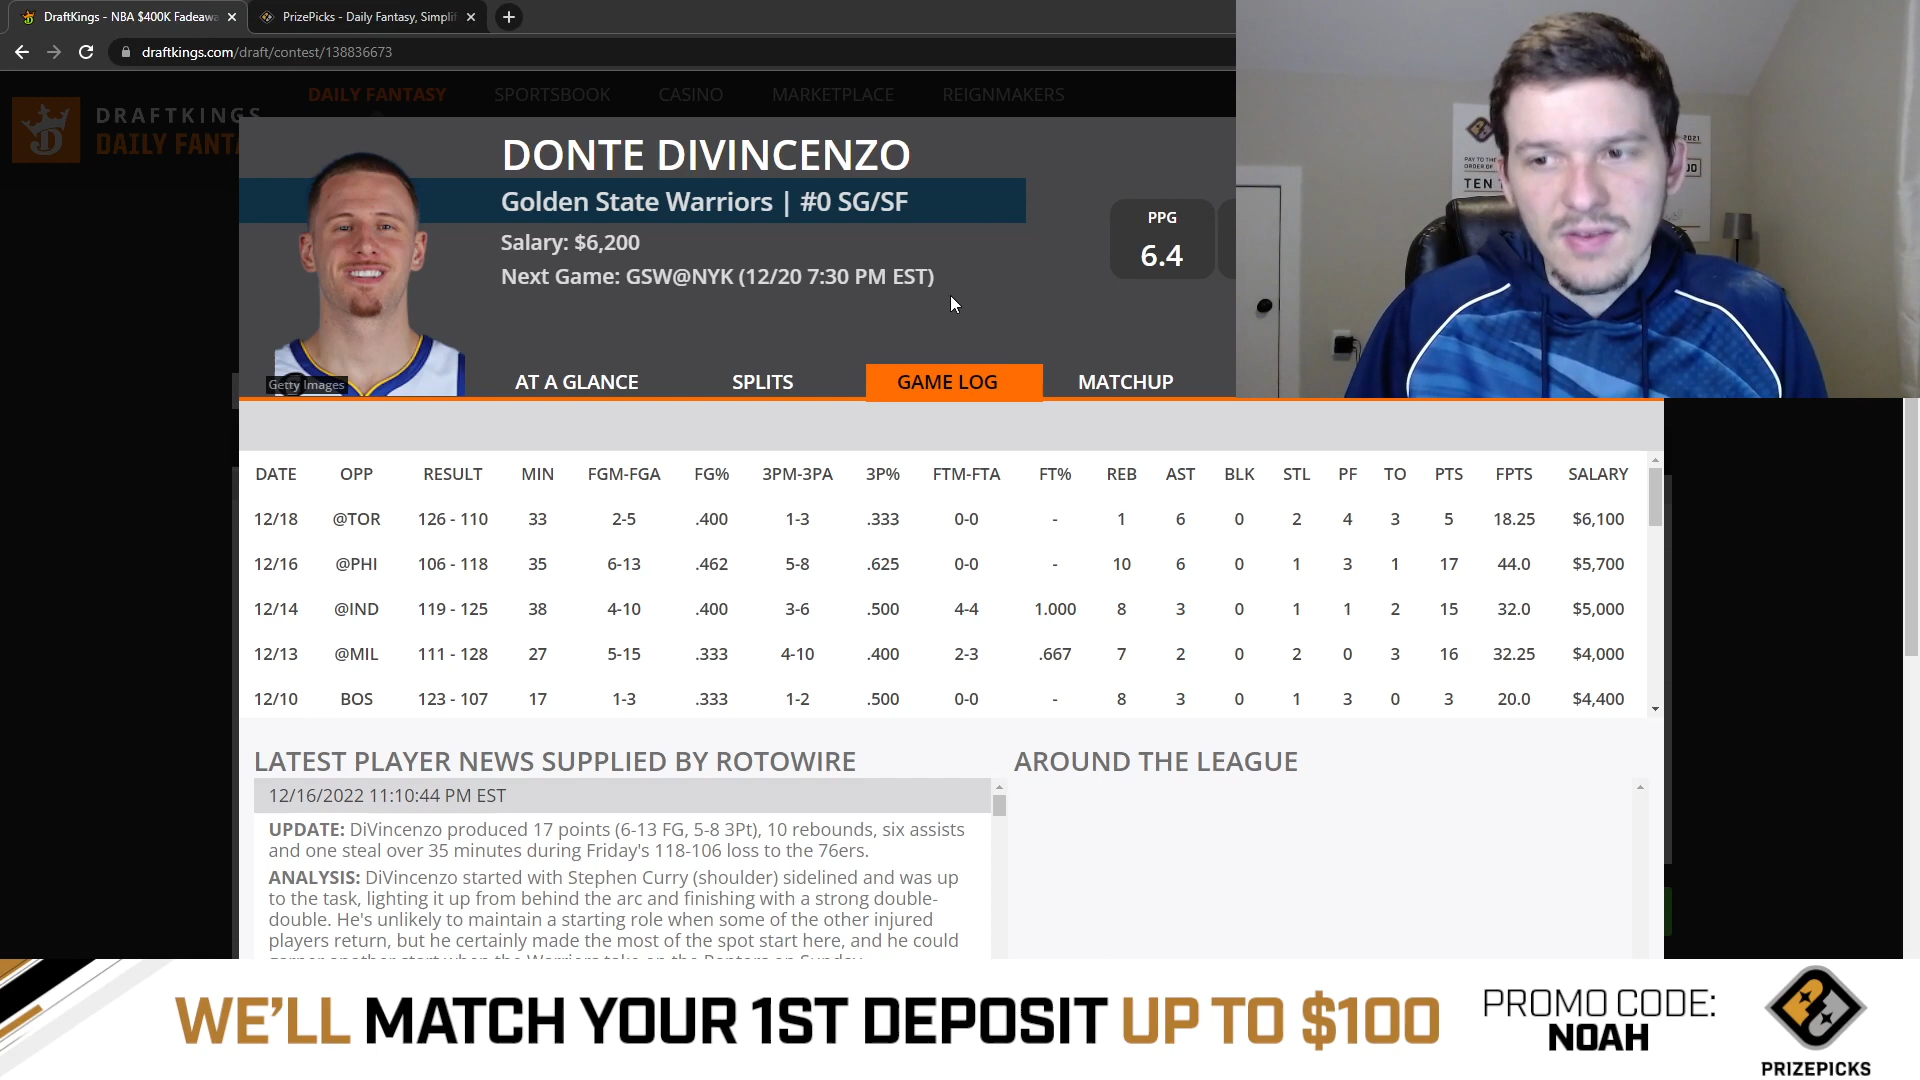 DraftKings - NBA $400K Fadeawa
PrizePicks - Daily Fantasy, Simplif
draftkings.com/draft/contest/138836673
DAILY FANTASY SPORTSBOOK CASINO MARKETPLACE REIGNMAKERS
DRAFTKINGS
DAILY FANTA
DONTE DIVINCENZO
Golden State Warriors | #0 SG/SF
Salary: $6,200
Next Game: GSW@NYK (12/20 7:30 PM EST)
PPG
6.4
Getty Images
AT A GLANCE SPLITS GAME LOG MATCHUP
2021
PAY TO THE
ORDER OF
TEN
DATE OPP RESULT MIN FGM-FGA FG% 3PM-3PA 3P% FTM-FTA FT% REB AST BLK STL PF TO PTS FPTS SALARY
12/18 @TOR 126 - 110 33 2-5 .400 1-3 .333 0-0 - 1 6 0 2 4 3 5 18.25 $6,100
12/16 @PHI 106 - 118 35 6-13 .462 5-8 .625 0-0 - 10 6 0 1 3 1 17 44.0 $5,700
12/14 @IND 119 - 125 38 4-10 .400 3-6 .500 4-4 1.000 8 3 0 1 1 2 15 32.0 $5,000
12/13 @MIL 111 - 128 27 5-15 .333 4-10 .400 2-3 .667 7 2 0 2 0 3 16 32.25 $4,000
12/10 BOS 123 - 107 17 1-3 .333 1-2 .500 0-0 - 8 3 0 1 3 0 3 20.0 $4,400
LATEST PLAYER NEWS SUPPLIED BY ROTOWIRE
12/16/2022 11:10:44 PM EST
UPDATE: DiVincenzo produced 17 points (6-13 FG, 5-8 3Pt), 10 rebounds, six assists
and one steal over 35 minutes during Friday's 118-106 loss to the 76ers.
ANALYSIS: DiVincenzo started with Stephen Curry (shoulder) sidelined and was up
to the task, lighting it up from behind the arc and finishing with a strong double-
double. He's unlikely to maintain a starting role when some of the other injured
players return, but he certainly made the most of the spot start here, and he could
AROUND THE LEAGUE
WE'LL MATCH YOUR 1ST DEPOSIT UP TO $100
PROMO CODE:
NOAH
PRIZEPICKS